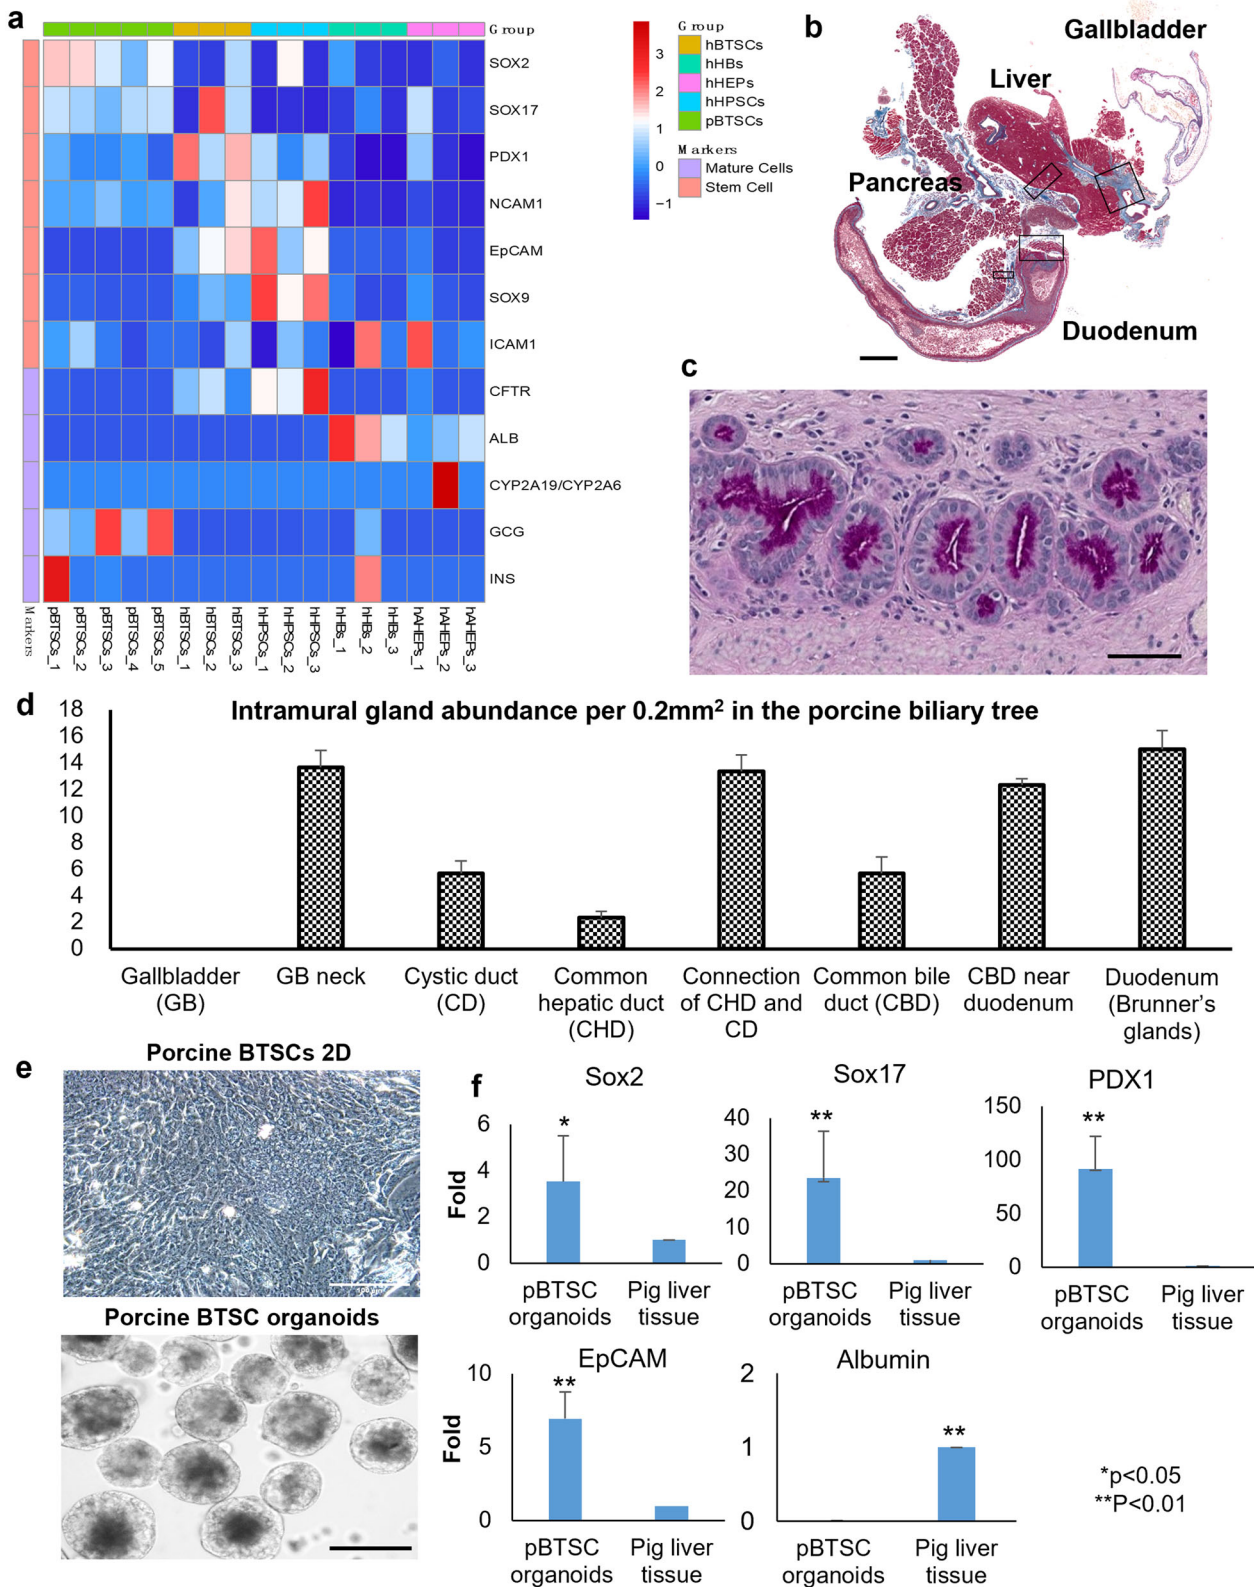 a
Group
SOX2
SOX17
PDX1
NCAM1
EpCAM
SOX9
ICAM1
CFTR
ALB
CYP2A19/CYP2A6
GCG
INS
Markers
pBTSCs_1
pBTSCs_2
pBTSCs_3
pBTSCs_4
pBTSCs_5
hBTSCs_1
hBTSCs_2
hBTSCs_3
hHPSCs_1
hHPSCs_2
hHPSCs_3
hHBs_1
hHBs_2
hHBs_3
hAHEPs_1
hAHEPs_2
hAHEPs_3
3
2
1
0
−1
Group
hBTSCs
hHBs
hHEPs
hHPSCs
pBTSCs
Markers
Mature Cells
Stem Cell
b
Gallbladder
Liver
Pancreas
Duodenum
c
d
Intramural gland abundance per 0.2mm² in the porcine biliary tree
18
16
14
12
10
8
6
4
2
0
Gallbladder
(GB)
GB neck
Cystic duct
(CD)
Common
hepatic duct
(CHD)
Connection
of CHD and
CD
Common bile
duct (CBD)
CBD near
duodenum
Duodenum
(Brunner's
glands)
e
Porcine BTSCs 2D
Porcine BTSC organoids
f
Sox2
Fold
6
4
2
0
*
pBTSC
organoids
Pig liver
tissue
Sox17
40
30
20
10
0
**
pBTSC
organoids
Pig liver
tissue
PDX1
150
100
50
0
**
pBTSC
organoids
Pig liver
tissue
EpCAM
Fold
10
5
0
**
pBTSC
organoids
Pig liver
tissue
Albumin
2
1
0
**
pBTSC
organoids
Pig liver
tissue
*p<0.05
**P<0.01